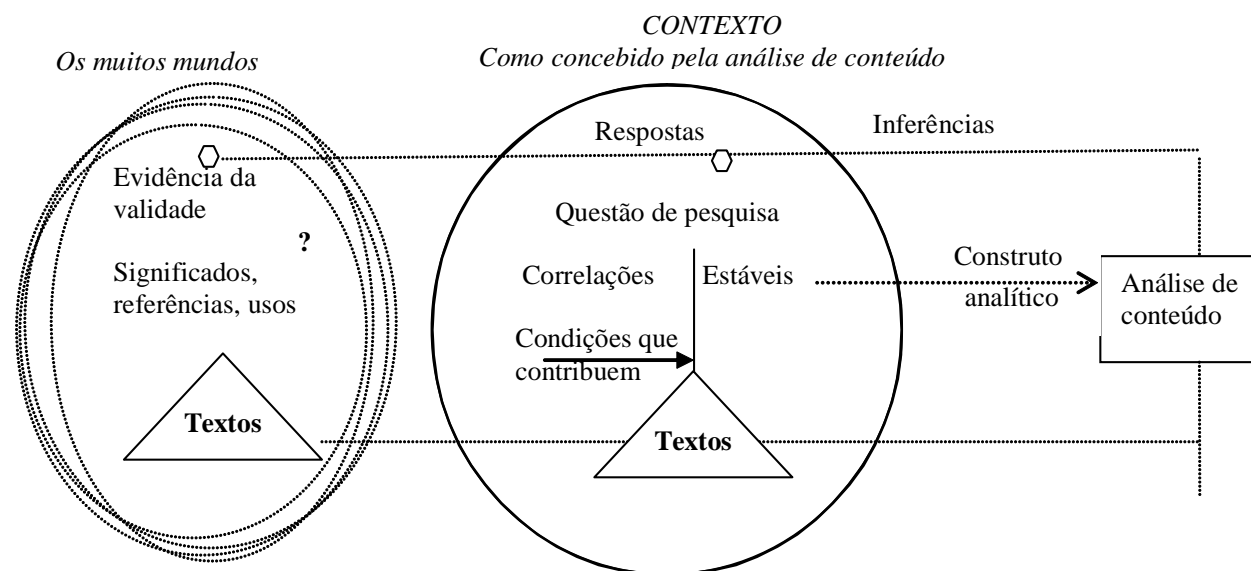 CONTEXTO
Os muitos mundos
Como concebido pela análise de conteúdo
Respostas
Inferências
Evidência da
validade
Questão de pesquisa
?
Significados,
referências, usos
Correlações
Estáveis
Construto
analítico
Análise de
conteúdo
Condições que
contribuem
Textos
Textos